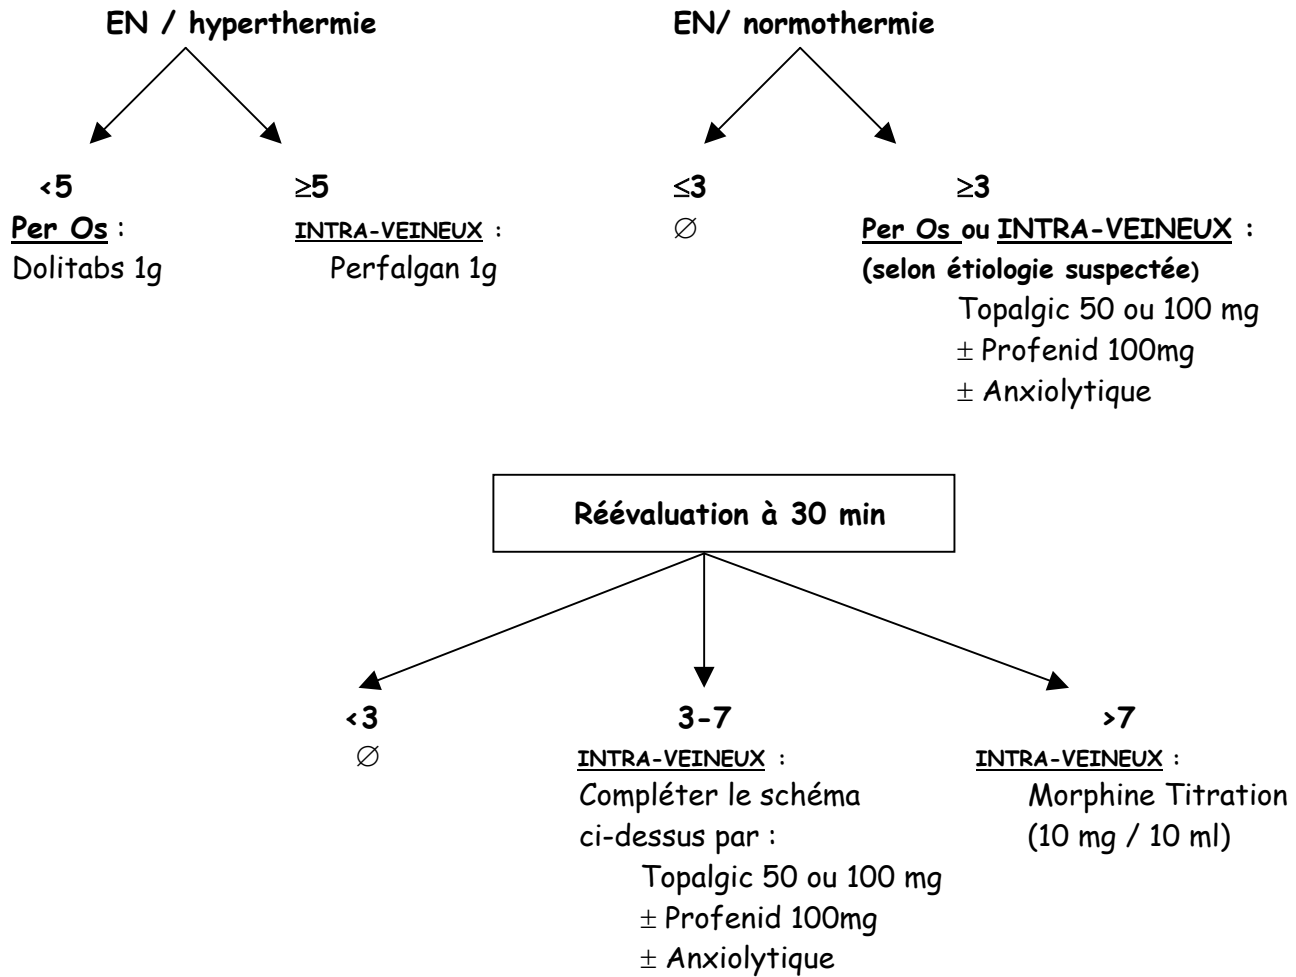 EN / hyperthermie
EN/ normothermie
<5
≥5
≤3
≥3
Per Os :
Dolitabs 1g
INTRA-VEINEUX :
Perfalgan 1g
∅
Per Os ou INTRA-VEINEUX :
(selon étiologie suspectée)
Topalgic 50 ou 100 mg
± Profenid 100mg
± Anxiolytique
Réévaluation à 30 min
<3
∅
3-7
INTRA-VEINEUX :
Compléter le schéma
ci-dessus par :
Topalgic 50 ou 100 mg
± Profenid 100mg
± Anxiolytique
>7
INTRA-VEINEUX :
Morphine Titration
(10 mg / 10 ml)